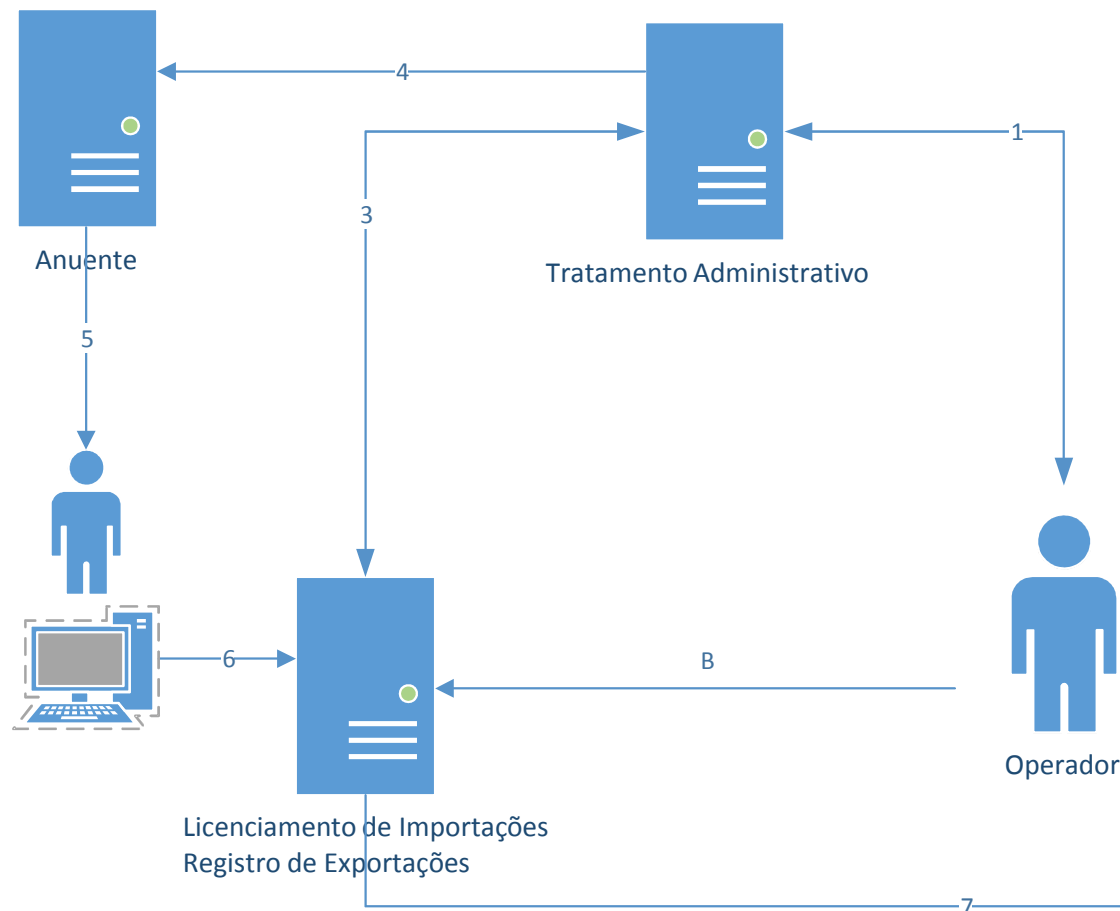 4
1
3
Anuente
Tratamento Administrativo
5
6
B
Operador
Licenciamento de Importações
Registro de Exportações
7